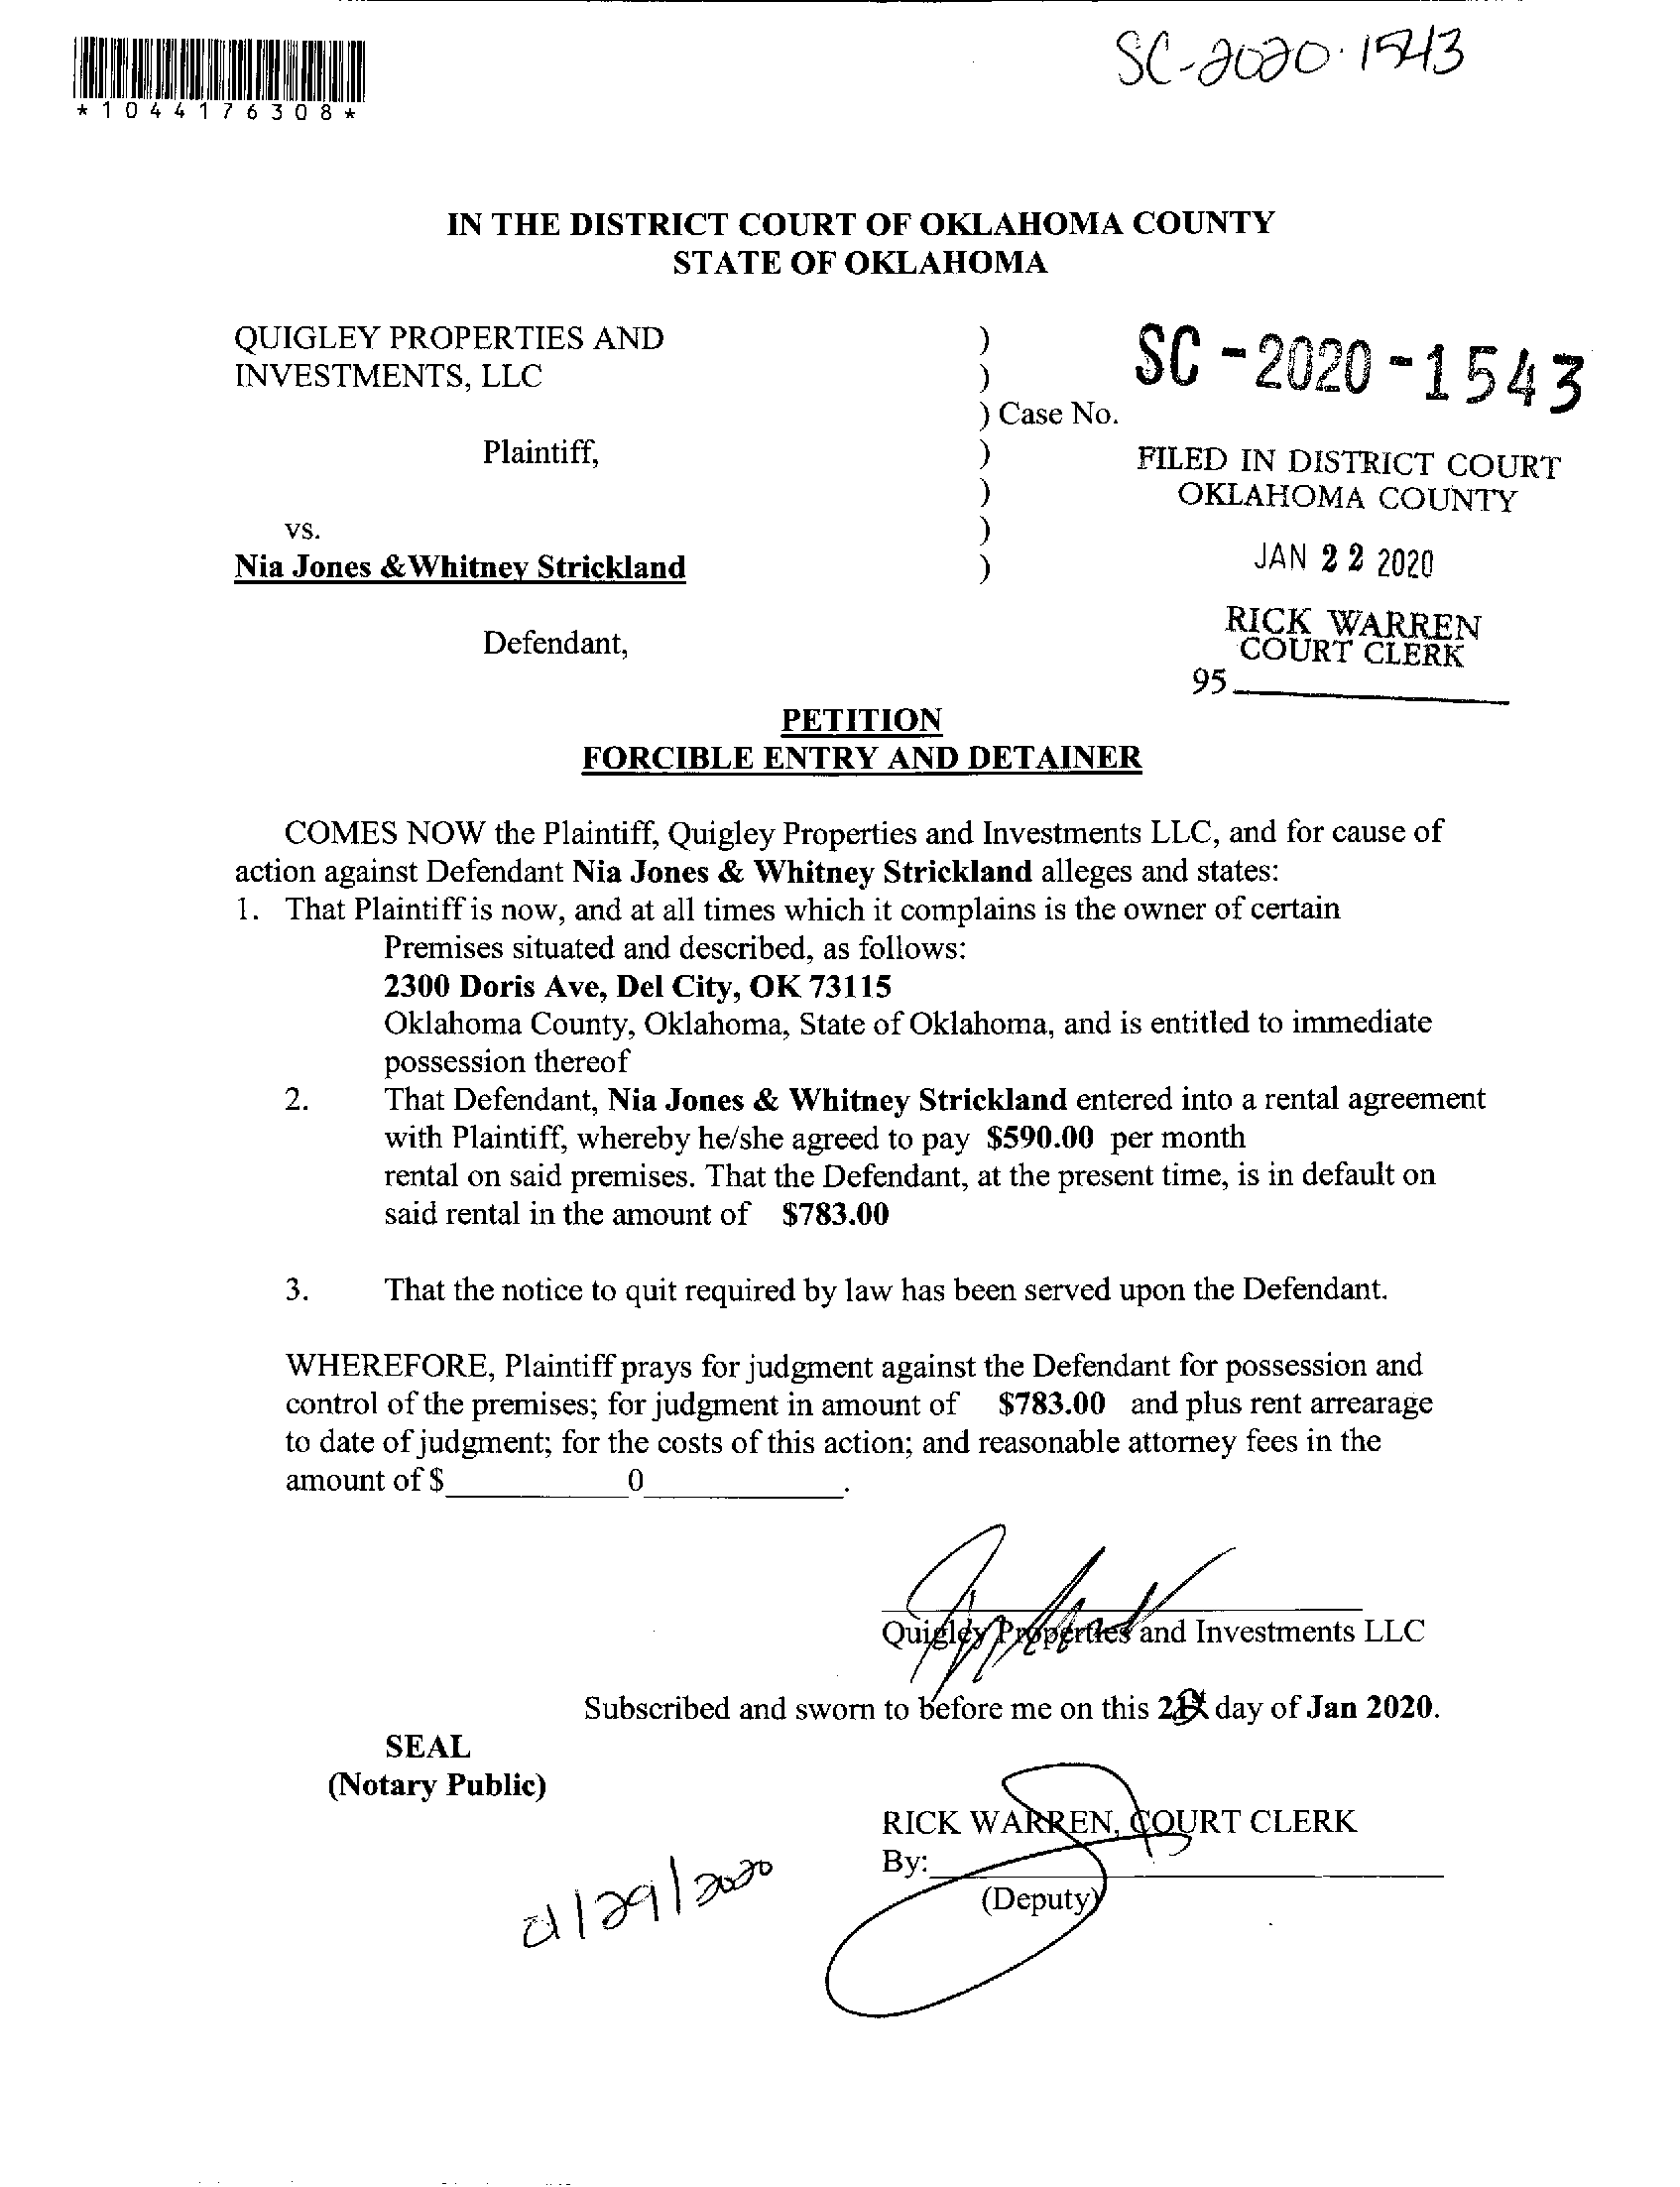 SC-2020-1543
*1044176308*
IN THE DISTRICT COURT OF OKLAHOMA COUNTY
STATE OF OKLAHOMA
QUIGLEY PROPERTIES AND )
INVESTMENTS, LLC )
) Case No.
SC-2020-1543
Plaintiff, )
)
vs. )
Nia Jones &Whitney Strickland )
Defendant,
FILED IN DISTRICT COURT
OKLAHOMA COUNTY
JAN 22 2020
RICK WARREN
COURT CLERK
95
PETITION
FORCIBLE ENTRY AND DETAINER
COMES NOW the Plaintiff, Quigley Properties and Investments LLC, and for cause of
action against Defendant Nia Jones & Whitney Strickland alleges and states:
1. That Plaintiff is now, and at all times which it complains is the owner of certain
Premises situated and described, as follows:
2300 Doris Ave, Del City, OK 73115
Oklahoma County, Oklahoma, State of Oklahoma, and is entitled to immediate
possession thereof
2. That Defendant, Nia Jones & Whitney Strickland entered into a rental agreement
with Plaintiff, whereby he/she agreed to pay $590.00 per month
rental on said premises. That the Defendant, at the present time, is in default on
said rental in the amount of $783.00
3. That the notice to quit required by law has been served upon the Defendant.
WHEREFORE, Plaintiff prays for judgment against the Defendant for possession and
control of the premises; for judgment in amount of $783.00 and plus rent arrearage
to date of judgment; for the costs of this action; and reasonable attorney fees in the
amount of $ 0 .
Quigley Properties and Investments LLC
Subscribed and sworn to before me on this day of Jan 2020.
SEAL
(Notary Public)
RICK WARREN, COURT CLERK
By:
(Deputy)